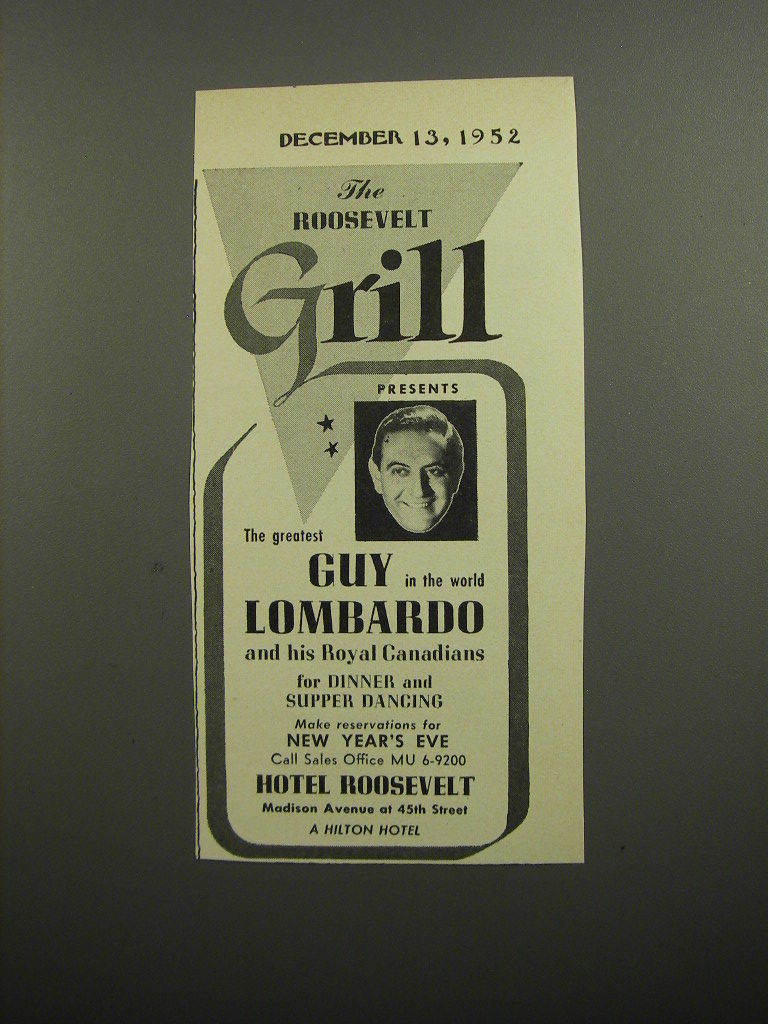 DECEMBER 13, 1952
The
ROOSEVELT
Grill
PRESENTS
The greatest
GUY in the world
LOMBARDO
and his Royal Canadians
for DINNER and
SUPPER DANCING
Make reservations for
NEW YEAR'S EVE
Call Sales Office MU 6-9200
HOTEL ROOSEVELT
Madison Avenue at 45th Street
A HILTON HOTEL